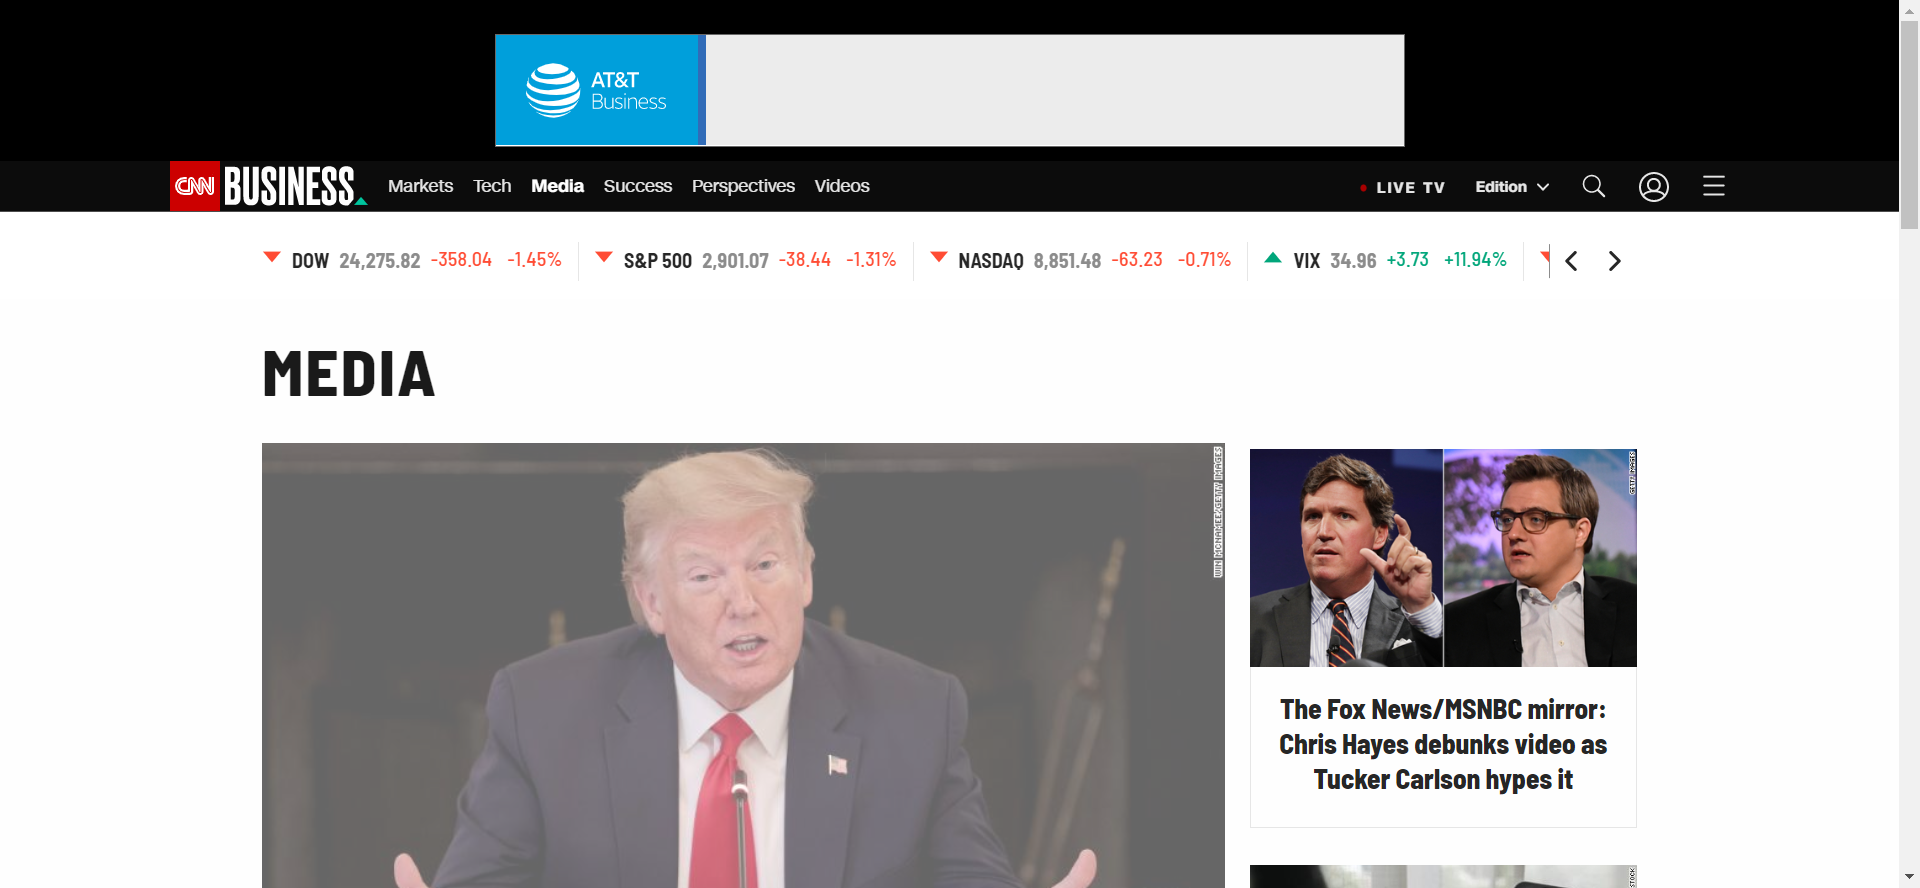 AT&T
Business
CNN BUSINESS Markets Tech Media Success Perspectives Videos LIVE TV Edition
DOW 24,275.82 -358.04 -1.45% S&P 500 2,901.07 -38.44 -1.31% NASDAQ 8,851.48 -63.23 -0.71% VIX 34.96 +3.73 +11.94%
MEDIA
WIN MCNAMEE/GETTY IMAGES
GETTY IMAGES
The Fox News/MSNBC mirror:
Chris Hayes debunks video as
Tucker Carlson hypes it